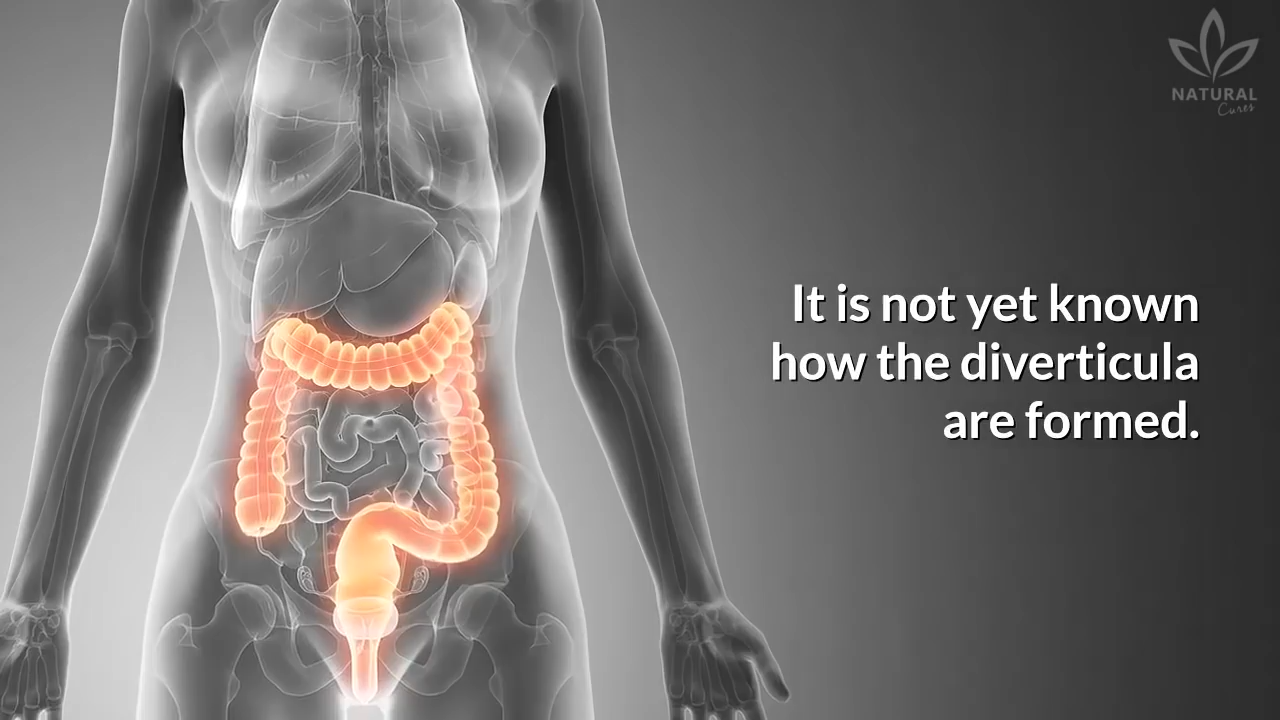 NATURAL
Cures
It is not yet known
how the diverticula
are formed.